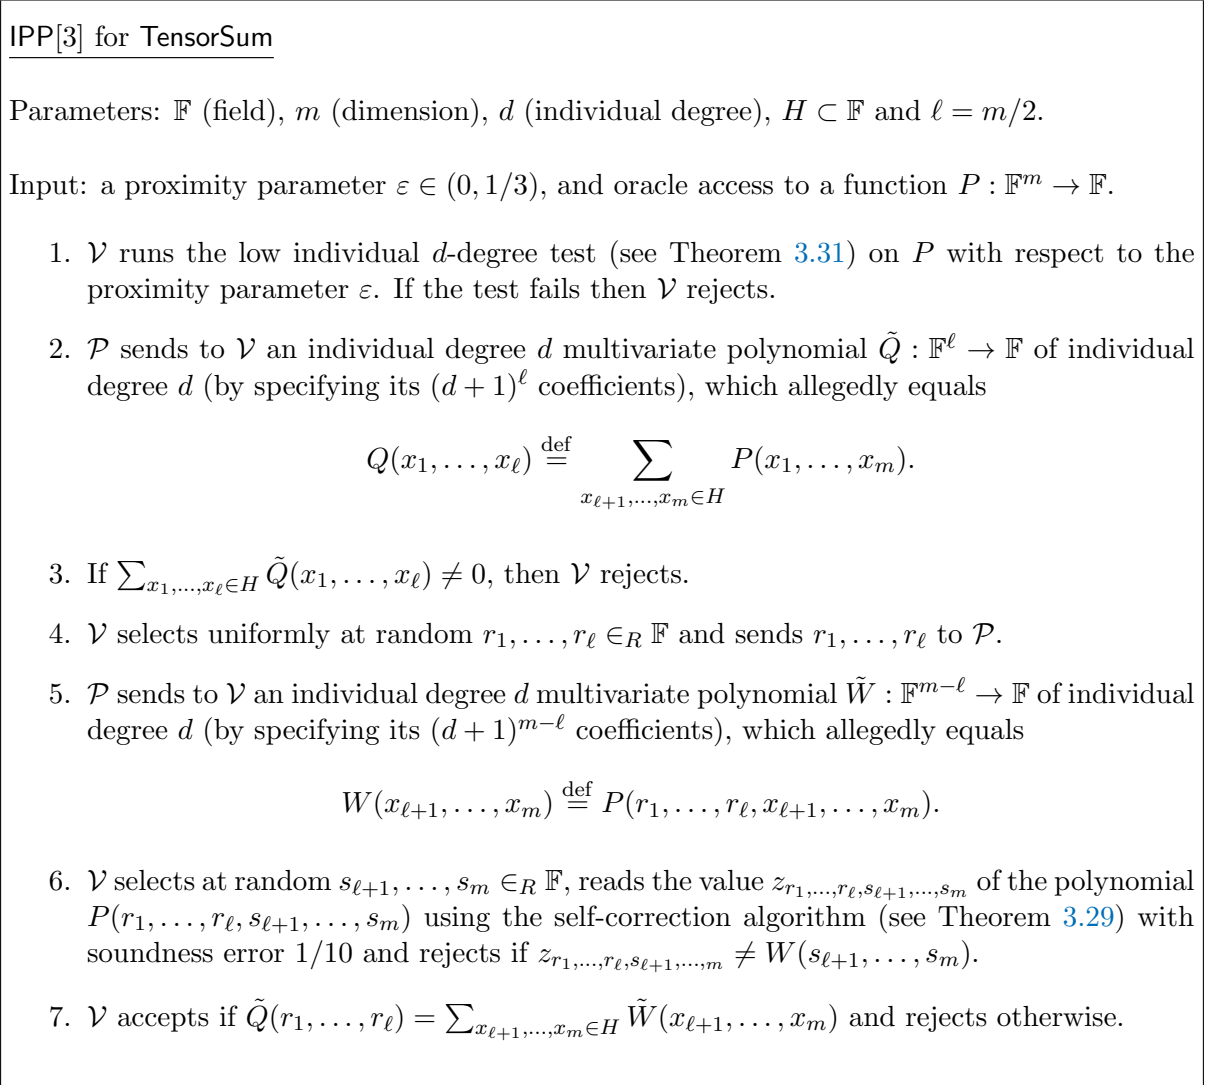 IPP[3] for TensorSum
Parameters: 𝔽 (field), m (dimension), d (individual degree), H ⊂ 𝔽 and ℓ = m/2.
Input: a proximity parameter ε ∈ (0, 1/3), and oracle access to a function P : 𝔽^m → 𝔽.
1. 𝒱 runs the low individual d-degree test (see Theorem 3.31) on P with respect to the
proximity parameter ε. If the test fails then 𝒱 rejects.
2. 𝒫 sends to 𝒱 an individual degree d multivariate polynomial Q̃ : 𝔽^ℓ → 𝔽 of individual
degree d (by specifying its (d + 1)^ℓ coefficients), which allegedly equals
Q(x_1, . . . , x_ℓ) \overset{def}{=} ∑_{x_{ℓ+1},...,x_m∈H} P(x_1, . . . , x_m).
3. If ∑_{x_1,...,x_ℓ∈H} Q̃(x_1, . . . , x_ℓ) ≠ 0, then 𝒱 rejects.
4. 𝒱 selects uniformly at random r_1, . . . , r_ℓ ∈_R 𝔽 and sends r_1, . . . , r_ℓ to 𝒫.
5. 𝒫 sends to 𝒱 an individual degree d multivariate polynomial W̃ : 𝔽^{m−ℓ} → 𝔽 of individual
degree d (by specifying its (d + 1)^{m−ℓ} coefficients), which allegedly equals
W(x_{ℓ+1}, . . . , x_m) \overset{def}{=} P(r_1, . . . , r_ℓ, x_{ℓ+1}, . . . , x_m).
6. 𝒱 selects at random s_{ℓ+1}, . . . , s_m ∈_R 𝔽, reads the value z_{r_1,...,r_ℓ,s_{ℓ+1},...,s_m} of the polynomial
P(r_1, . . . , r_ℓ, s_{ℓ+1}, . . . , s_m) using the self-correction algorithm (see Theorem 3.29) with
soundness error 1/10 and rejects if z_{r_1,...,r_ℓ,s_{ℓ+1},...,_m} ≠ W(s_{ℓ+1}, . . . , s_m).
7. 𝒱 accepts if Q̃(r_1, . . . , r_ℓ) = ∑_{x_{ℓ+1},...,x_m∈H} W̃(x_{ℓ+1}, . . . , x_m) and rejects otherwise.